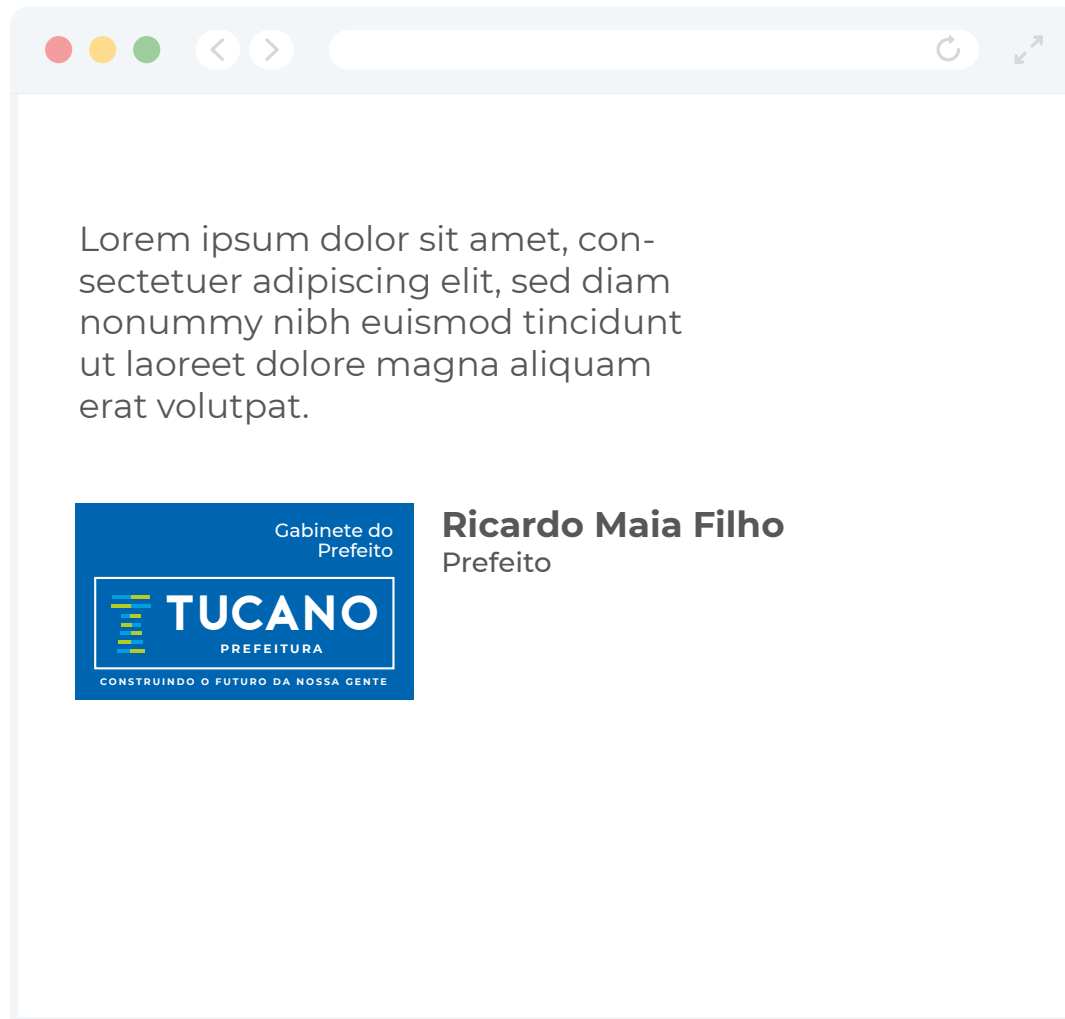 Lorem ipsum dolor sit amet, con-
sectetuer adipiscing elit, sed diam
nonummy nibh euismod tincidunt
ut laoreet dolore magna aliquam
erat volutpat.
Gabinete do
Prefeito
TUCANO
PREFEITURA
CONSTRUINDO O FUTURO DA NOSSA GENTE
Ricardo Maia Filho
Prefeito